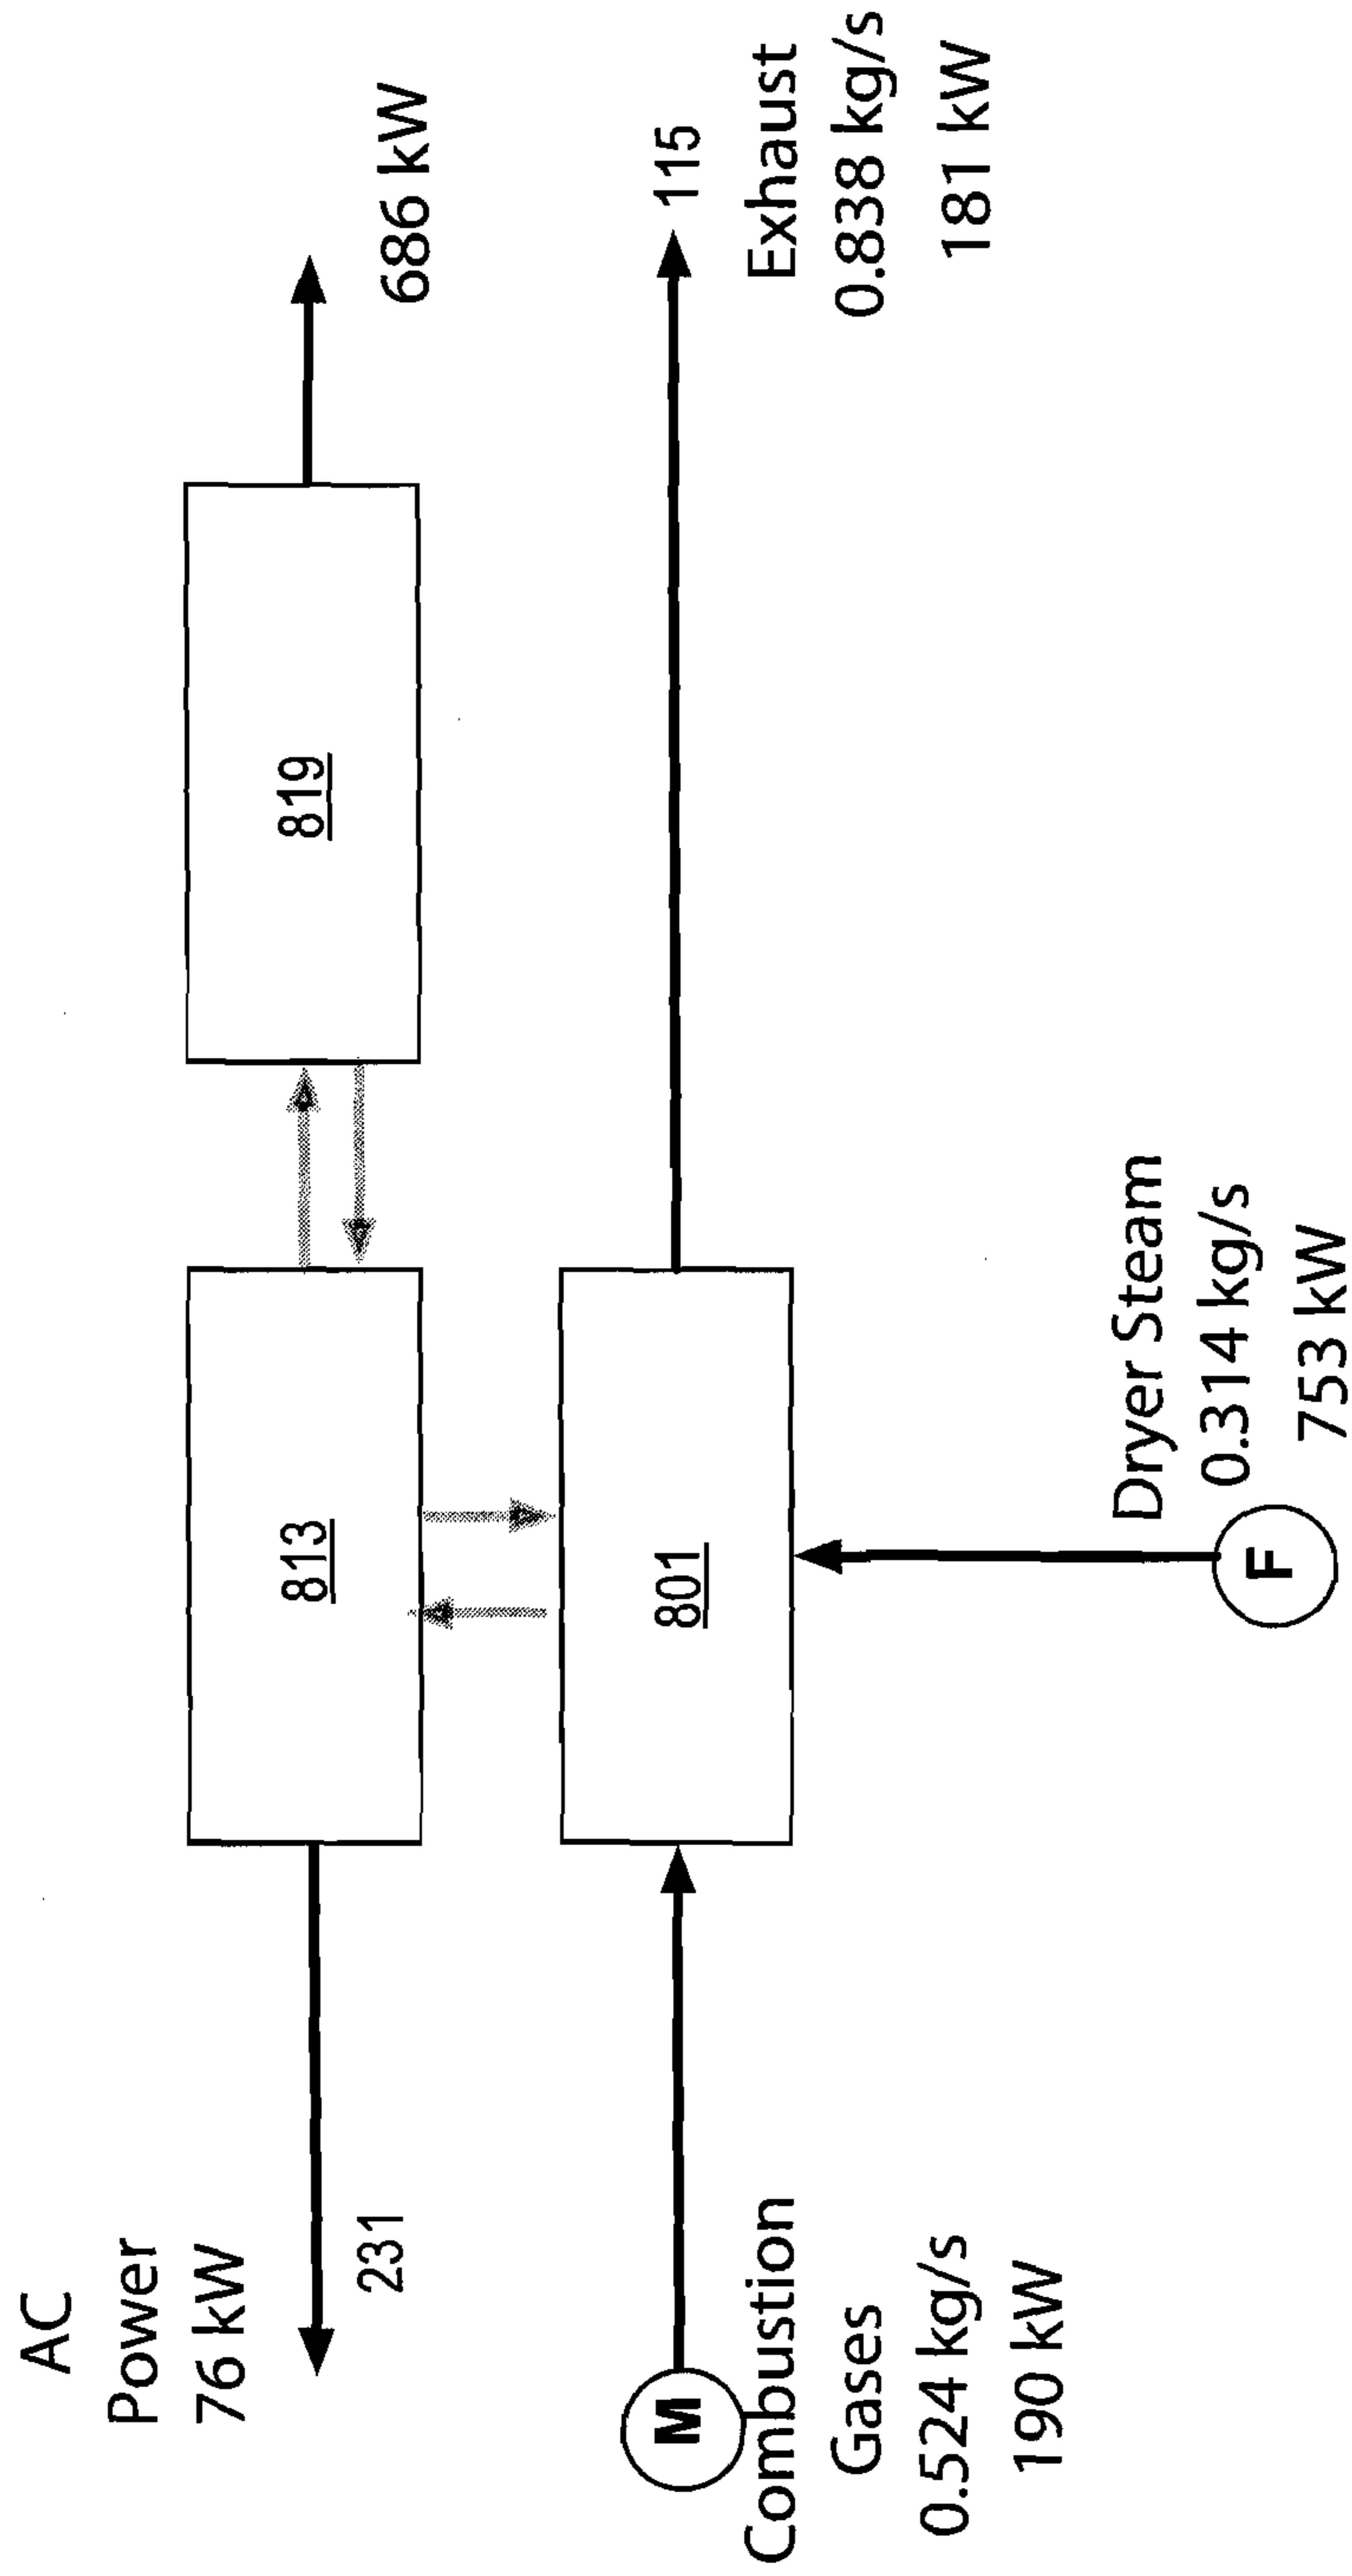 AC
Power
76 kW
231
813
819
686 kW
M
Combustion
Gases
0.524 kg/s
190 kW
801
115
Exhaust
0.838 kg/s
181 kW
F
Dryer Steam
0.314 kg/s
753 kW